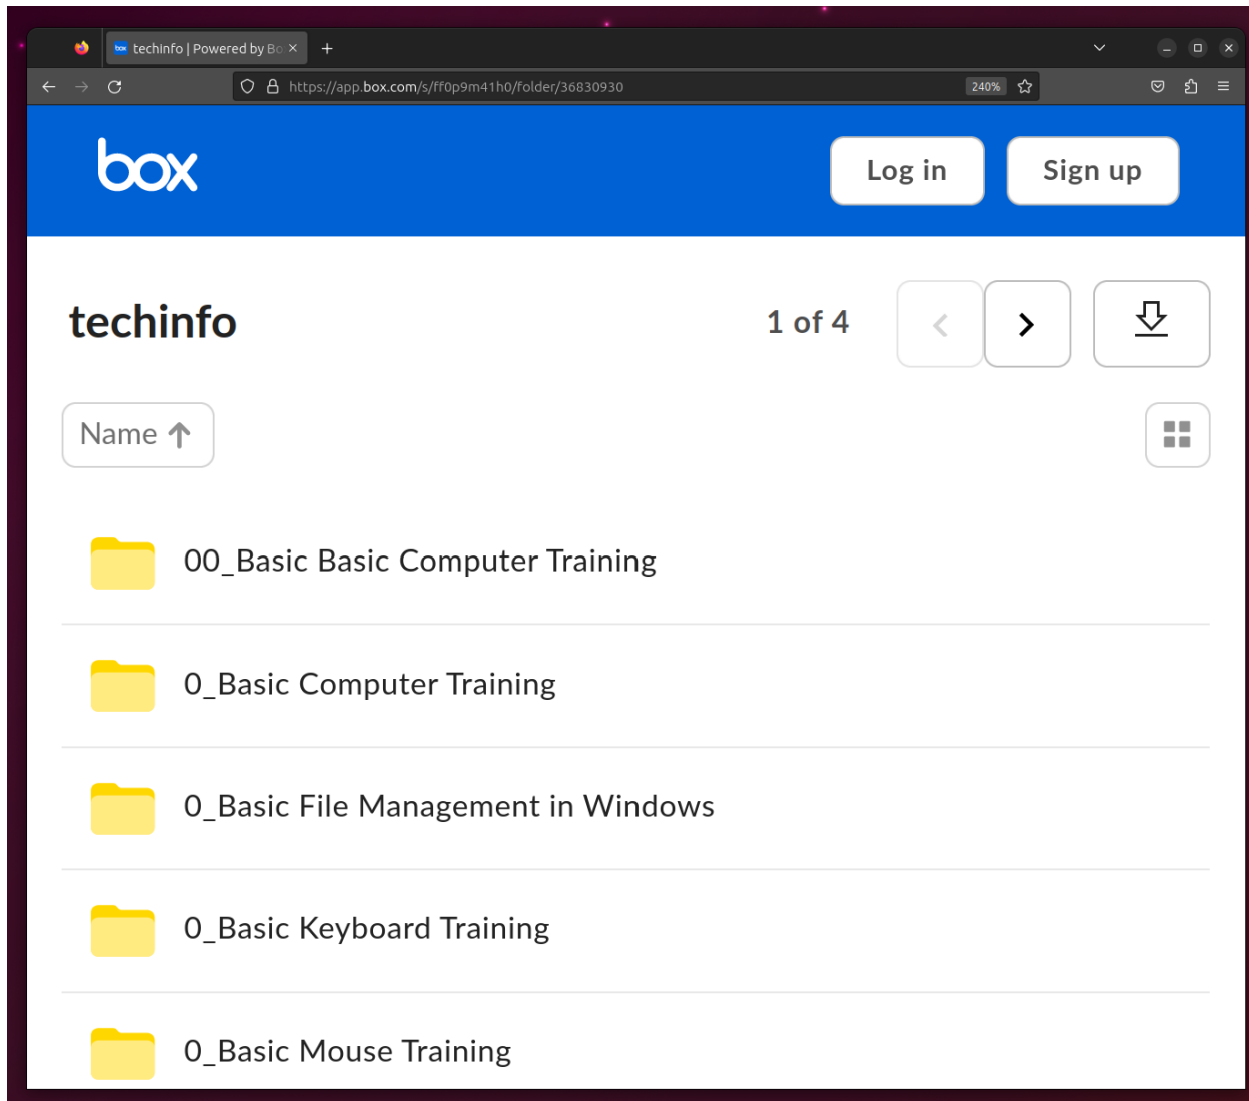 box techinfo | Powered by Bo
https://app.box.com/s/ff0p9m41h0/folder/36830930 240%
box Log in Sign up
techinfo 1 of 4
Name
00_Basic Basic Computer Training
0_Basic Computer Training
0_Basic File Management in Windows
0_Basic Keyboard Training
0_Basic Mouse Training